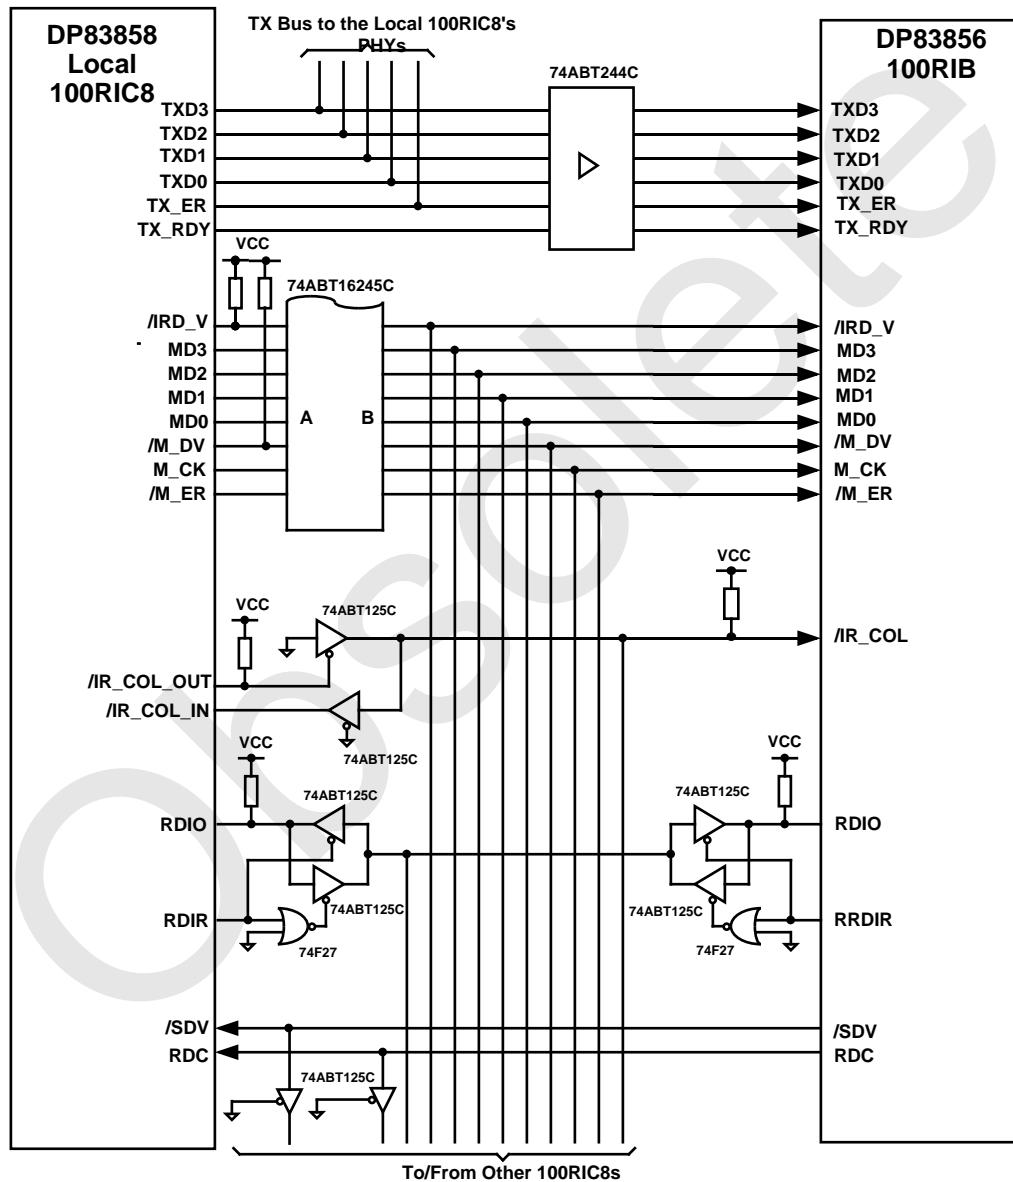 TX Bus to the Local 100RIC8's
PHYs
DP83858
Local
100RIC8
DP83856
100RIB
74ABT244C
TXD3
TXD2
TXD1
TXD0
TX_ER
TX_RDY
TXD3
TXD2
TXD1
TXD0
TX_ER
TX_RDY
VCC
74ABT16245C
/IRD_V
MD3
MD2
MD1
MD0
/M_DV
M_CK
/M_ER
A
B
/IRD_V
MD3
MD2
MD1
MD0
/M_DV
M_CK
/M_ER
VCC
VCC
74ABT125C
/IR_COL_OUT
/IR_COL_IN
/IR_COL
74ABT125C
VCC
VCC
74ABT125C
74ABT125C
RDIO
RDIO
74ABT125C
74ABT125C
RDIR
RRDIR
74F27
74F27
/SDV
RDC
/SDV
RDC
74ABT125C
To/From Other 100RIC8s
Obsolete